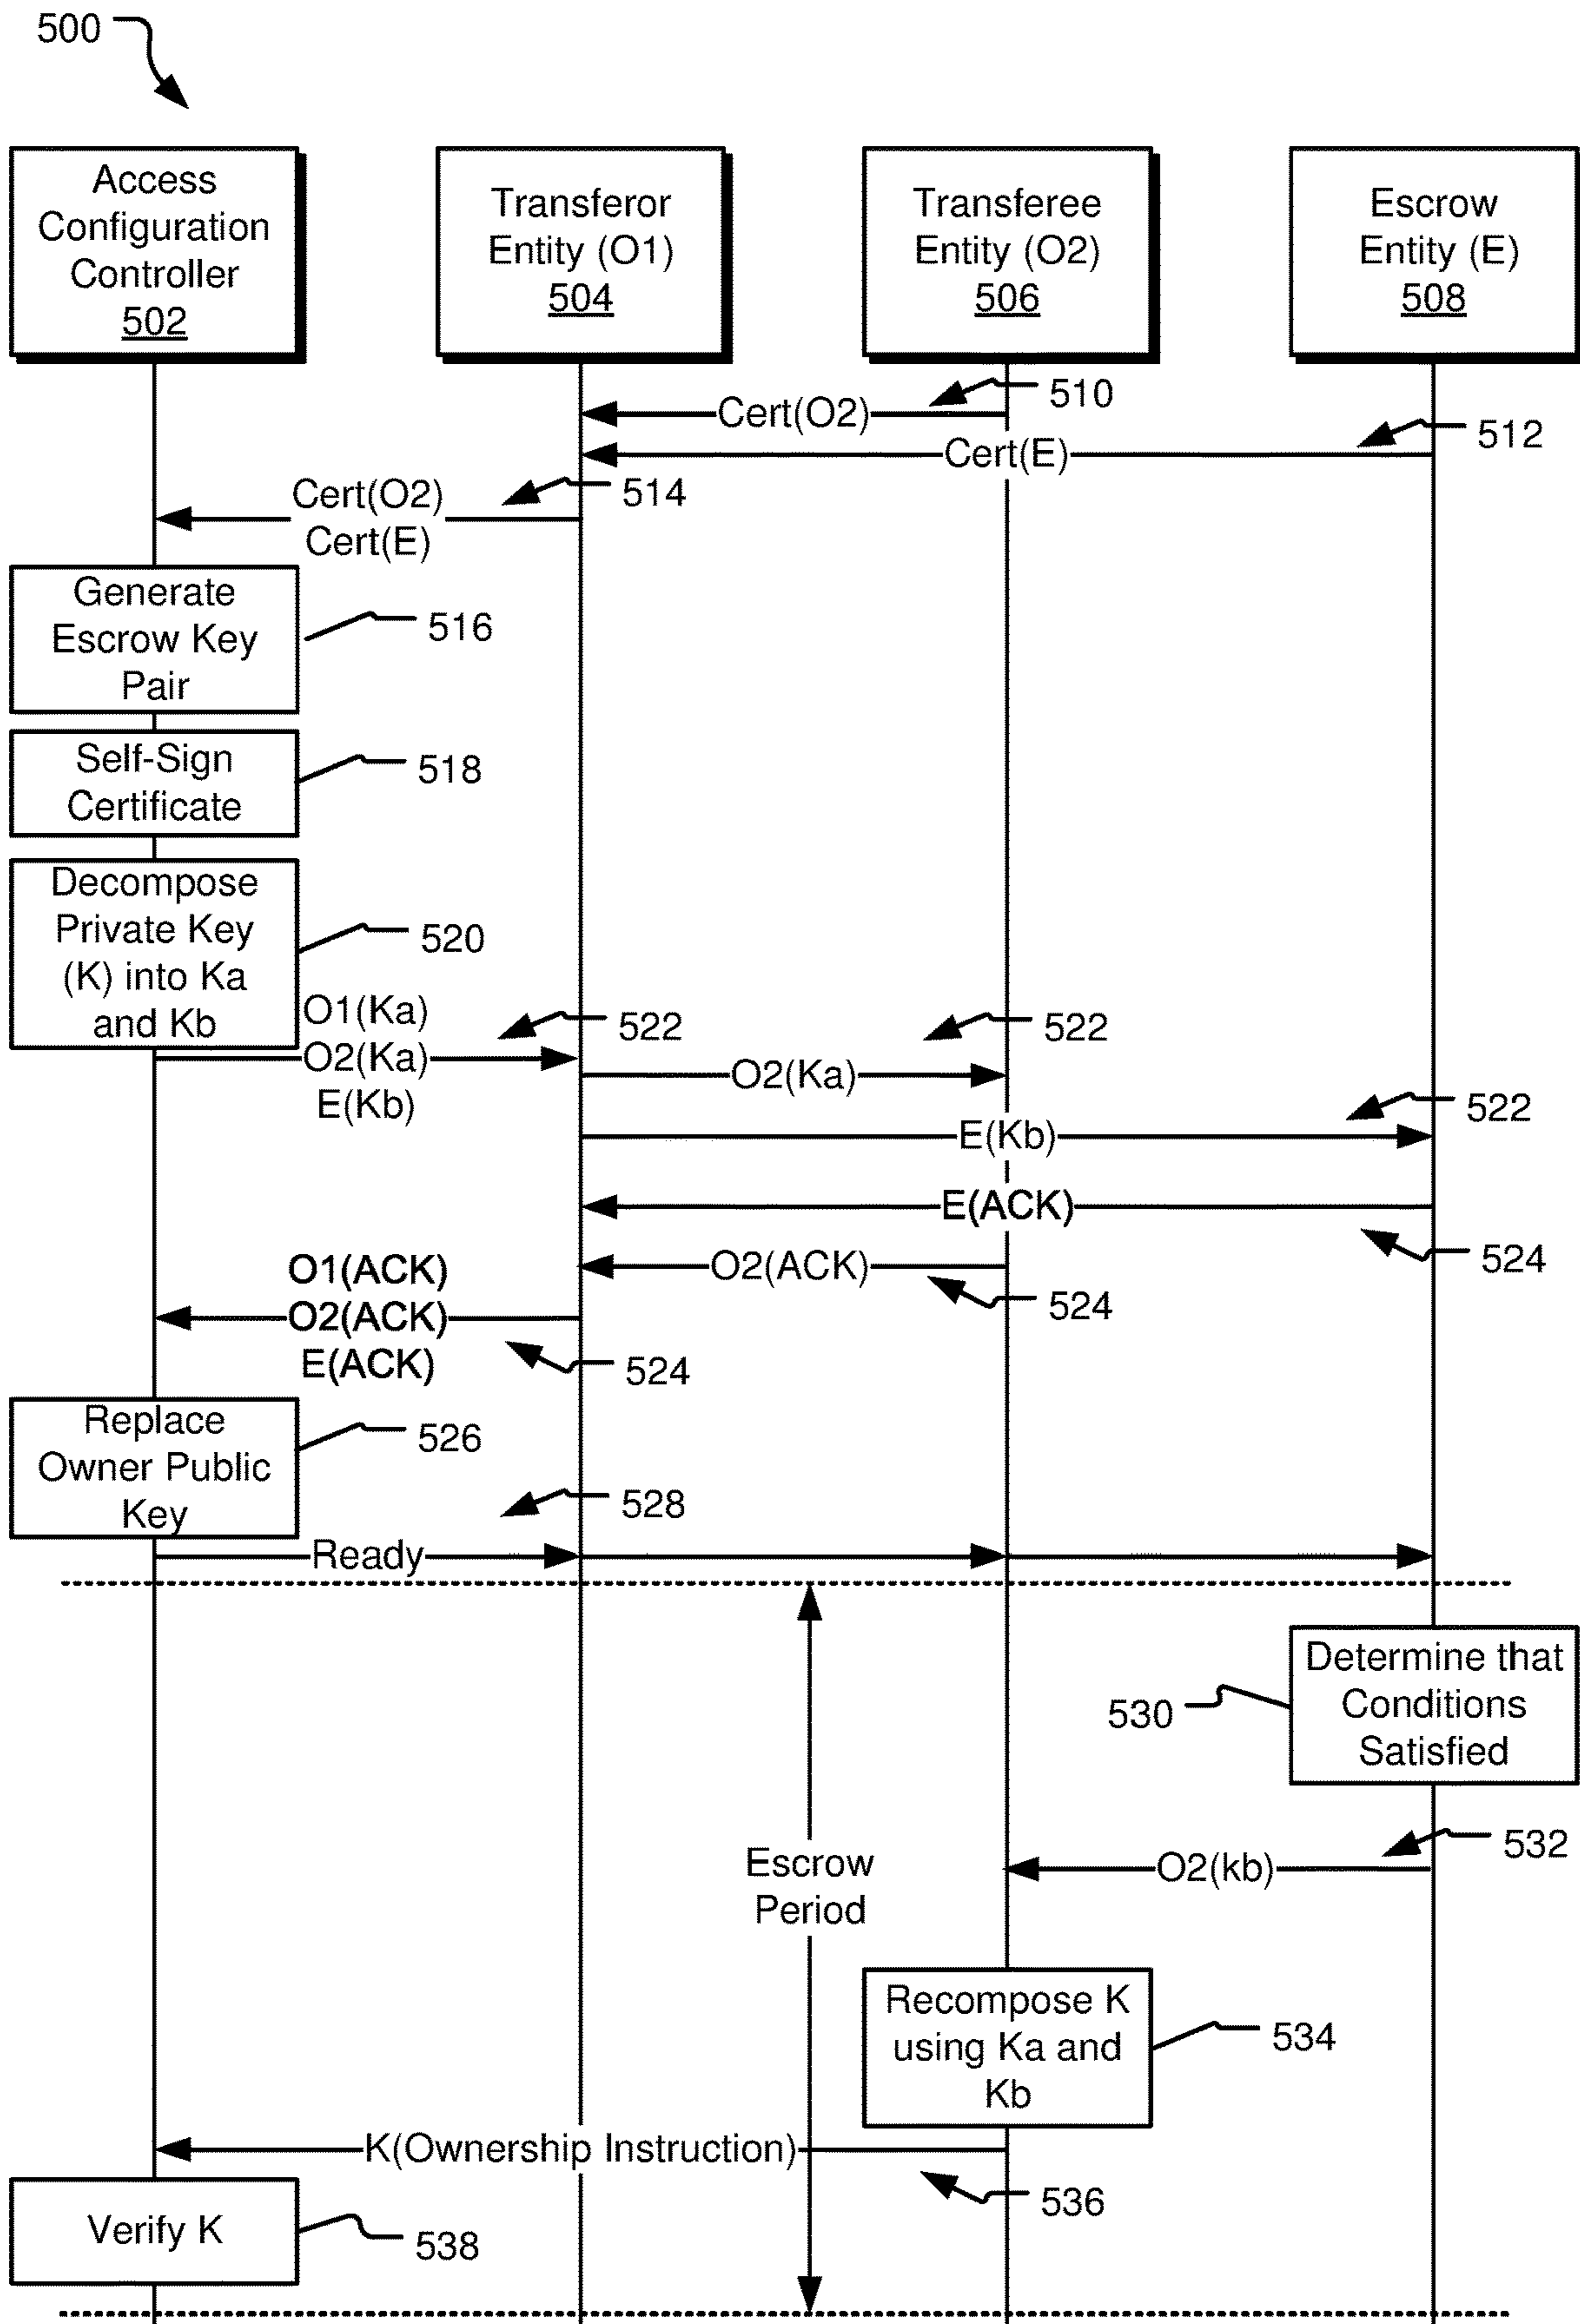 500
Access
Configuration
Controller
502
Transferor
Entity (O1)
504
Transferee
Entity (O2)
506
Escrow
Entity (E)
508
Cert(O2)
510
Cert(E)
512
Cert(O2)
Cert(E)
514
Generate
Escrow Key
Pair
516
Self-Sign
Certificate
518
Decompose
Private Key
(K) into Ka
and Kb
520
O1(Ka)
O2(Ka)
E(Kb)
522
O2(Ka)
522
E(Kb)
522
E(ACK)
524
O2(ACK)
524
O1(ACK)
O2(ACK)
E(ACK)
524
Replace
Owner Public
Key
526
528
Ready
Determine that
Conditions
Satisfied
530
O2(kb)
532
Escrow
Period
Recompose K
using Ka and
Kb
534
K(Ownership Instruction)
536
Verify K
538